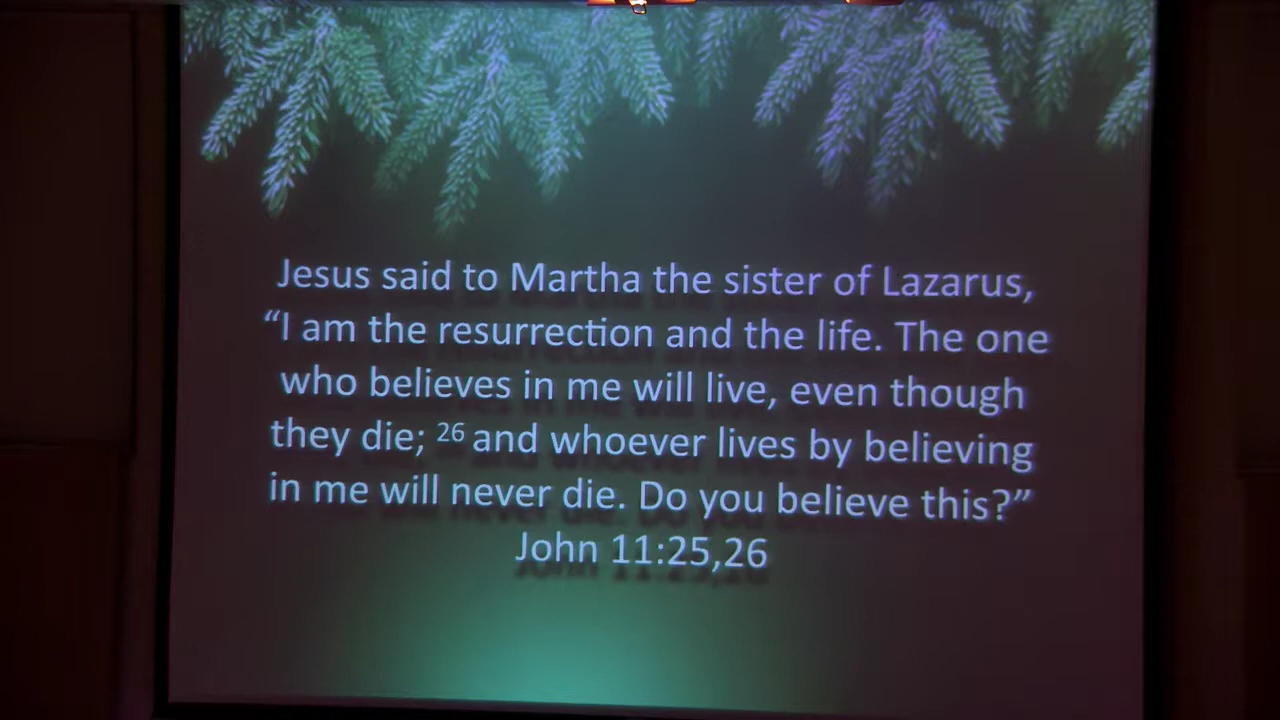 Jesus said to Martha the sister of Lazarus,
“I am the resurrection and the life. The one
who believes in me will live, even though
they die; 26 and whoever lives by believing
in me will never die. Do you believe this?”
John 11:25,26